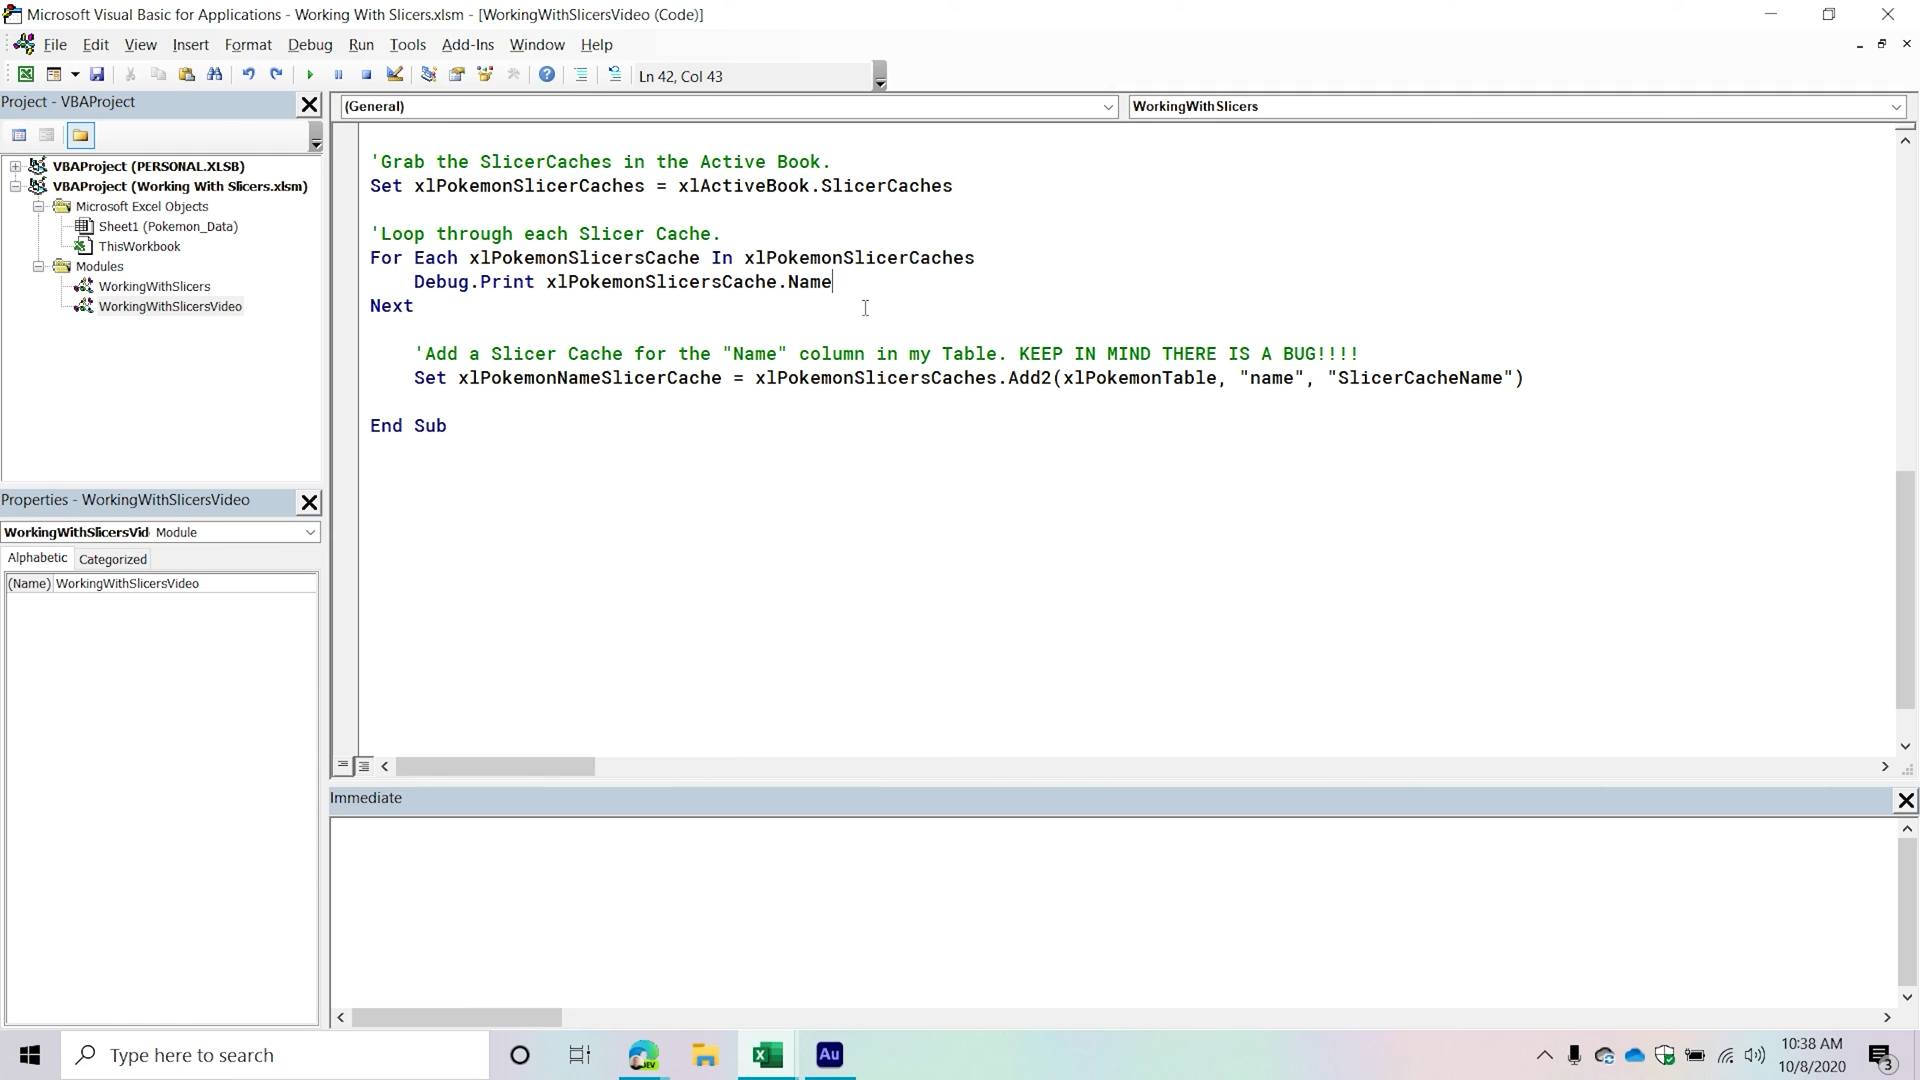 Microsoft Visual Basic for Applications - Working With Slicers.xlsm - [WorkingWithSlicersVideo (Code)]
File Edit View Insert Format Debug Run Tools Add-Ins Window Help
Ln 42, Col 43
Project - VBAProject
(General)
WorkingWithSlicers
VBAProject (PERSONAL.XLSB)
VBAProject (Working With Slicers.xlsm)
Microsoft Excel Objects
Sheet1 (Pokemon_Data)
ThisWorkbook
Modules
WorkingWithSlicers
WorkingWithSlicersVideo
Properties - WorkingWithSlicersVideo
WorkingWithSlicersVid Module
Alphabetic Categorized
(Name) WorkingWithSlicersVideo
'Grab the SlicerCaches in the Active Book.
Set xlPokemonSlicerCaches = xlActiveBook.SlicerCaches
'Loop through each Slicer Cache.
For Each xlPokemonSlicersCache In xlPokemonSlicerCaches
Debug.Print xlPokemonSlicersCache.Name
Next
'Add a Slicer Cache for the "Name" column in my Table. KEEP IN MIND THERE IS A BUG!!!!
Set xlPokemonNameSlicerCache = xlPokemonSlicersCaches.Add2(xlPokemonTable, "name", "SlicerCacheName")
End Sub
Immediate
Type here to search
DEV
Au
10:38 AM
10/8/2020
3